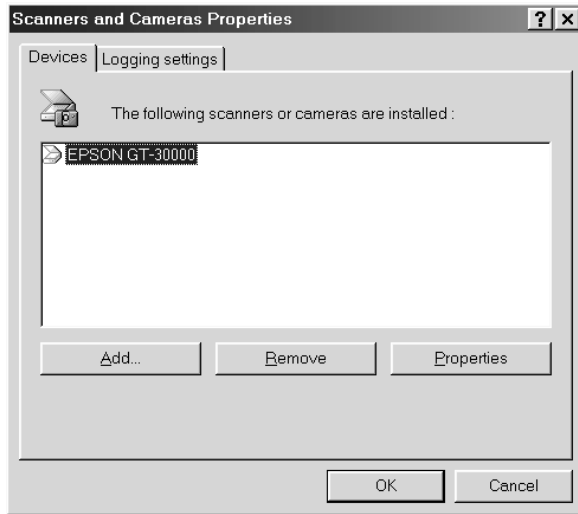 Scanners and Cameras Properties
Devices
Logging settings
The following scanners or cameras are installed :
EPSON GT-30000
Add...
Remove
Properties
OK
Cancel